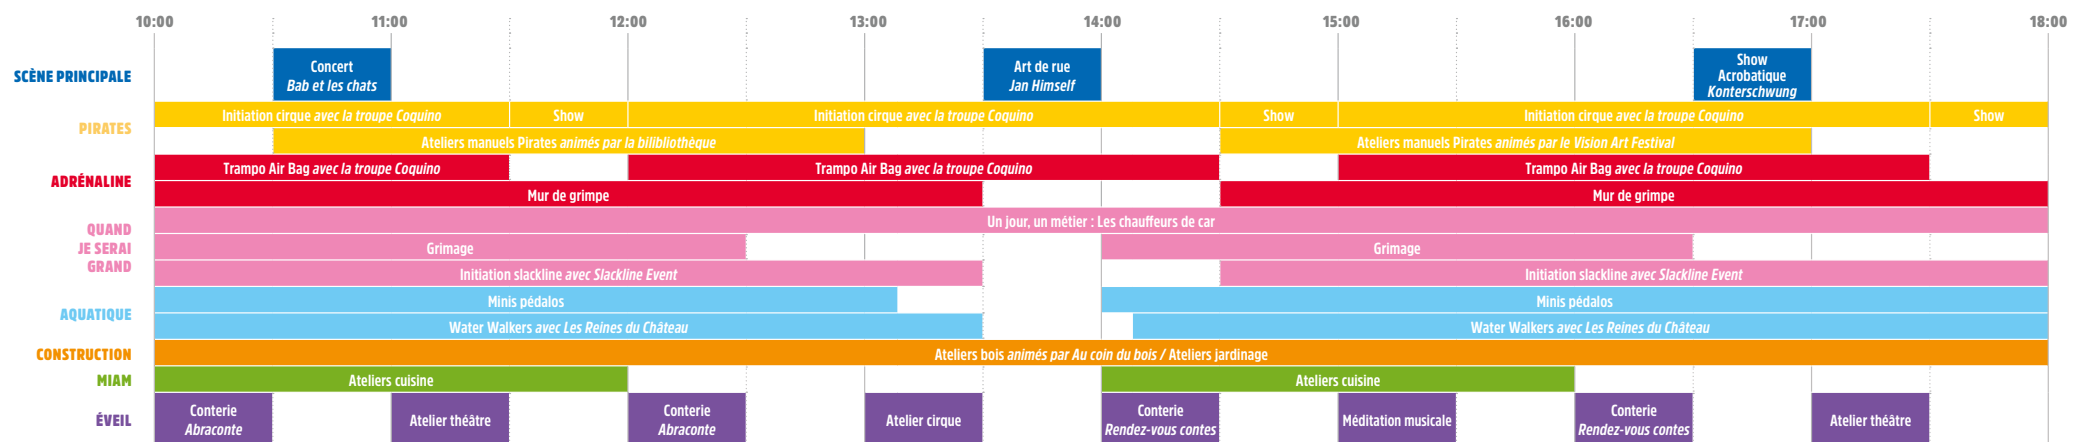 10:00 11:00 12:00 13:00 14:00 15:00 16:00 17:00 18:00
SCÈNE PRINCIPALE
Concert
Bab et les chats
Art de rue
Jan Himself
Show
Acrobatique
Konterschwung
PIRATES
Initiation cirque avec la troupe Coquino
Show
Initiation cirque avec la troupe Coquino
Show
Initiation cirque avec la troupe Coquino
Show
Ateliers manuels Pirates animés par la bilibliothèque
Ateliers manuels Pirates animés par le Vision Art Festival
ADRÉNALINE
Trampo Air Bag avec la troupe Coquino
Trampo Air Bag avec la troupe Coquino
Trampo Air Bag avec la troupe Coquino
Mur de grimpe
Mur de grimpe
QUAND
JE SERAI
GRAND
Un jour, un métier : Les chauffeurs de car
Grimage
Grimage
Initiation slackline avec Slackline Event
Initiation slackline avec Slackline Event
AQUATIQUE
Minis pédalos
Minis pédalos
Water Walkers avec Les Reines du Château
Water Walkers avec Les Reines du Château
CONSTRUCTION
Ateliers bois animés par Au coin du bois / Ateliers jardinage
MIAM
Ateliers cuisine
Ateliers cuisine
ÉVEIL
Conterie
Abraconte
Atelier théâtre
Conterie
Abraconte
Atelier cirque
Conterie
Rendez-vous contes
Méditation musicale
Conterie
Rendez-vous contes
Atelier théâtre